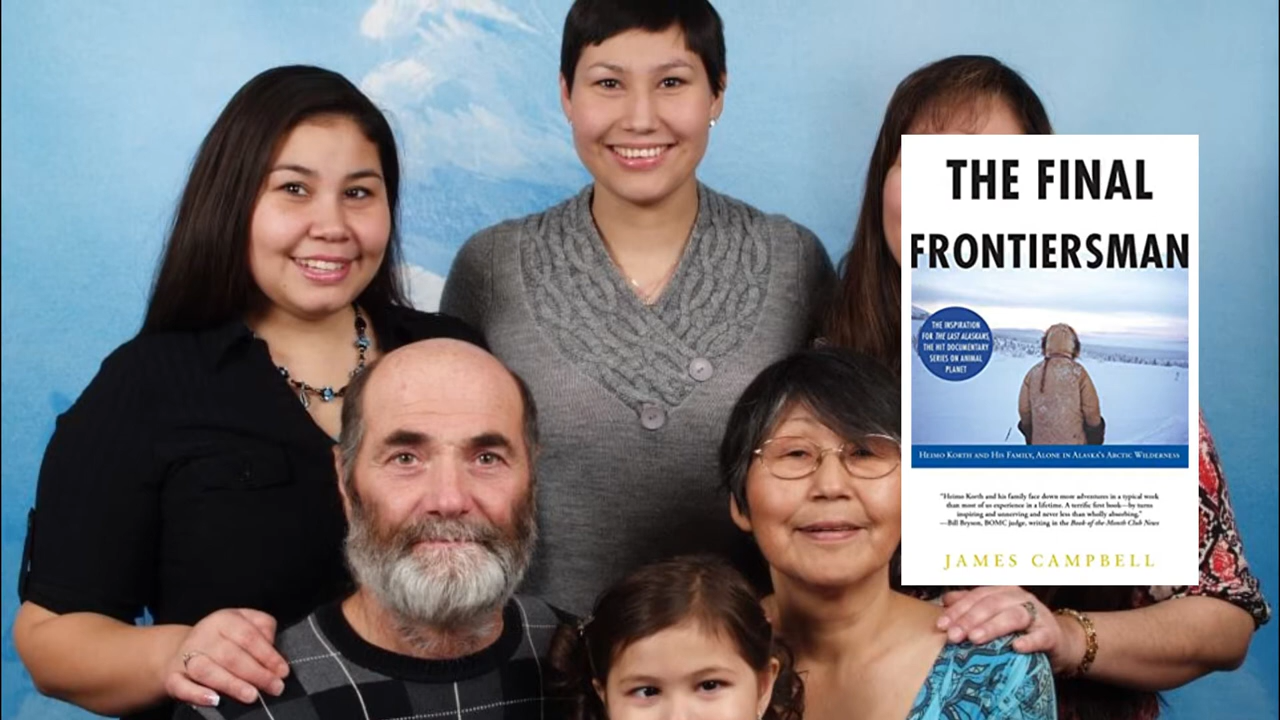 THE FINAL
FRONTIERSMAN
THE INSPIRATION
FOR THE LAST ALASKANS,
THE HIT DOCUMENTARY
SERIES ON ANIMAL
PLANET
HEIMO KORTH AND HIS FAMILY, ALONE IN ALASKA'S ARCTIC WILDERNESS
"Heimo Korth and his family face down more adventures in a typical week
than most of us experience in a lifetime. A terrific first book—by turns
inspiring and unnerving and never less than wholly absorbing."
—Bill Bryson, BOMC judge, writing in the Book-of-the-Month Club News
JAMES CAMPBELL